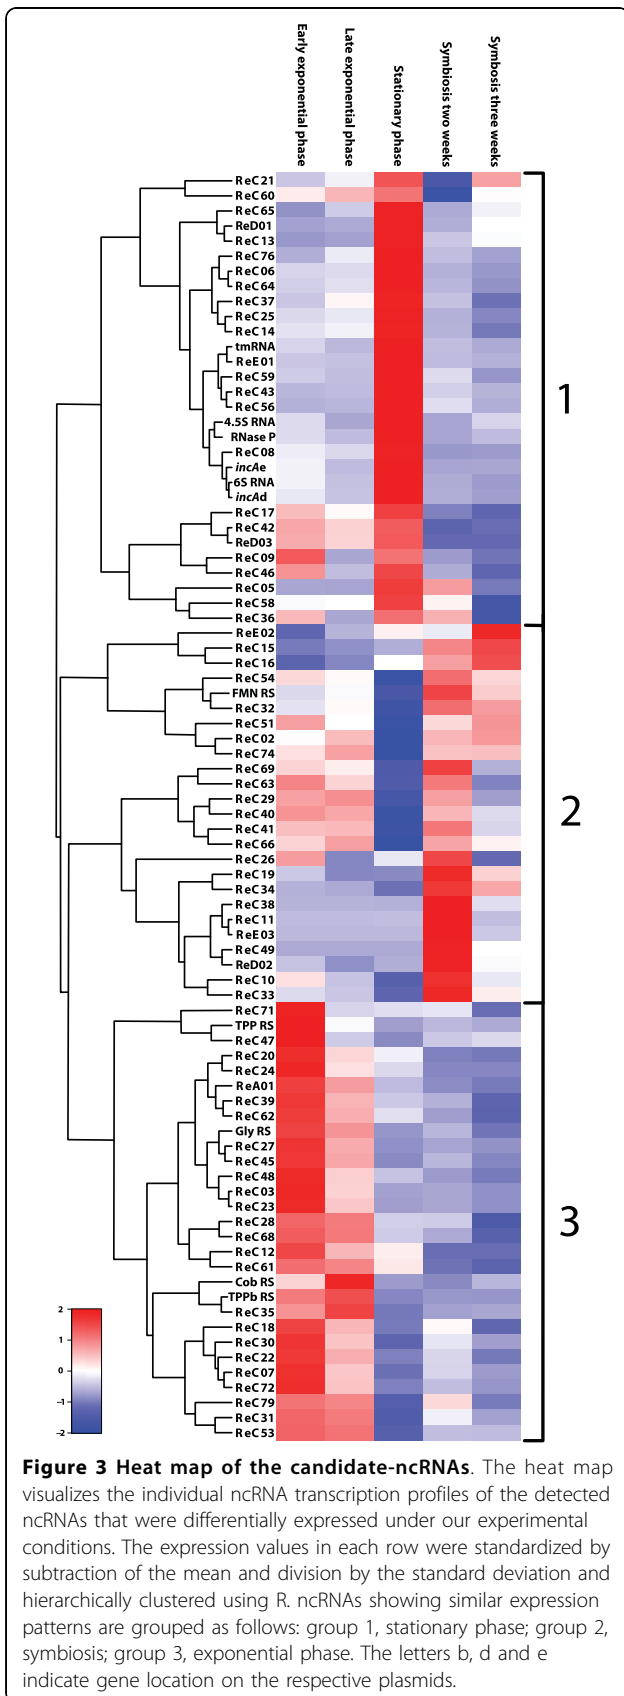 Early exponential phase
Late exponential phase
Stationary phase
Symbiosis two weeks
Symbosis three weeks
ReC21
ReC60
ReC65
ReD01
ReC13
ReC76
ReC06
ReC64
ReC37
ReC25
ReC14
tmRNA
ReE01
ReC59
ReC43
ReC56
4.5S RNA
RNase P
ReC08
incAe
6S RNA
incAd
ReC17
ReC42
ReD03
ReC09
ReC46
ReC05
ReC58
ReC36
1
ReE02
ReC15
ReC16
ReC54
FMN RS
ReC32
ReC51
ReC02
ReC74
ReC69
ReC63
ReC29
ReC40
ReC41
ReC66
ReC26
ReC19
ReC34
ReC38
ReC11
ReE03
ReC49
ReD02
ReC10
ReC33
2
ReC71
TPP RS
ReC47
ReC20
ReC24
ReA01
ReC39
ReC62
Gly RS
ReC27
ReC45
ReC48
ReC03
ReC23
ReC28
ReC68
ReC12
ReC61
Cob RS
TPPb RS
ReC35
ReC18
ReC30
ReC22
ReC07
ReC72
ReC79
ReC31
ReC53
3
2
1
0
−1
−2
Figure 3 Heat map of the candidate-ncRNAs. The heat map
visualizes the individual ncRNA transcription profiles of the detected
ncRNAs that were differentially expressed under our experimental
conditions. The expression values in each row were standardized by
subtraction of the mean and division by the standard deviation and
hierarchically clustered using R. ncRNAs showing similar expression
patterns are grouped as follows: group 1, stationary phase; group 2,
symbiosis; group 3, exponential phase. The letters b, d and e
indicate gene location on the respective plasmids.